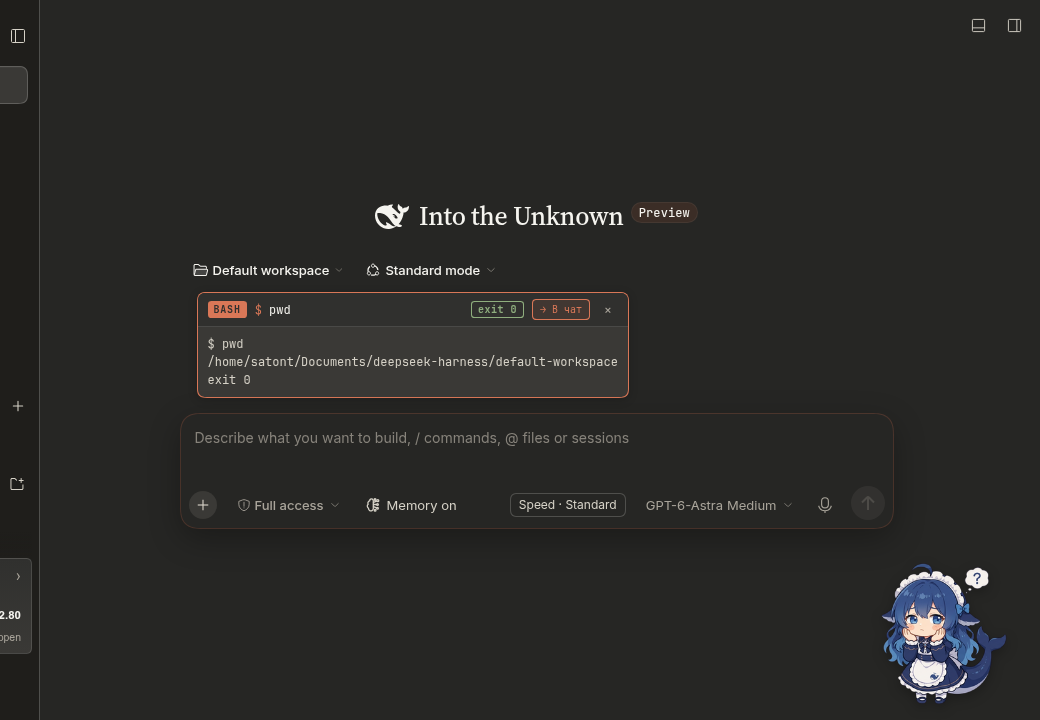 Into the Unknown Preview
Default workspace Standard mode
BASH $ pwd exit 0 → В чат ×
$ pwd
/home/satont/Documents/deepseek-harness/default-workspace
exit 0
Describe what you want to build, / commands, @ files or sessions
Full access Memory on Speed · Standard GPT-6-Astra Medium
?
2.80
open